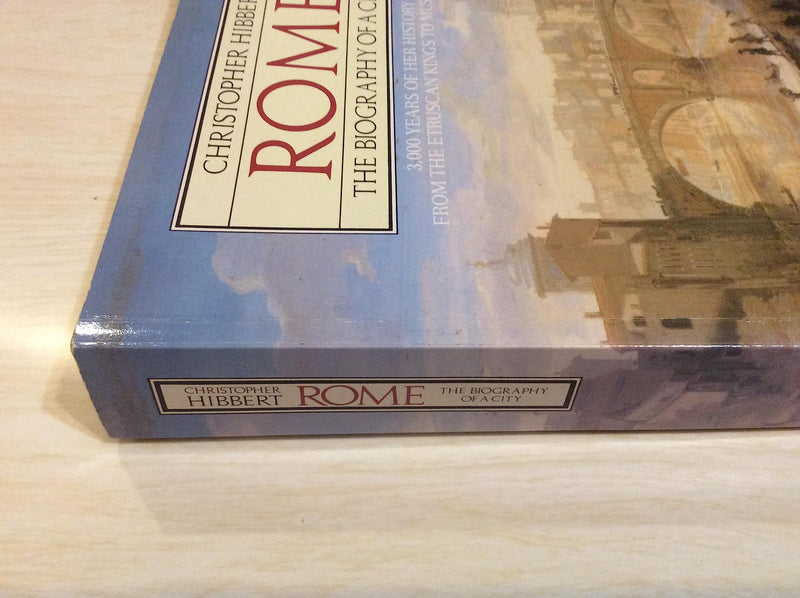 CHRISTOPHER HIBBERT
ROME
THE BIOGRAPHY OF A
3,000 YEARS OF HER HISTORY
FROM THE ETRUSCAN KINGS TO
CHRISTOPHER
HIBBERT
ROME
THE BIOGRAPHY
OF A CITY